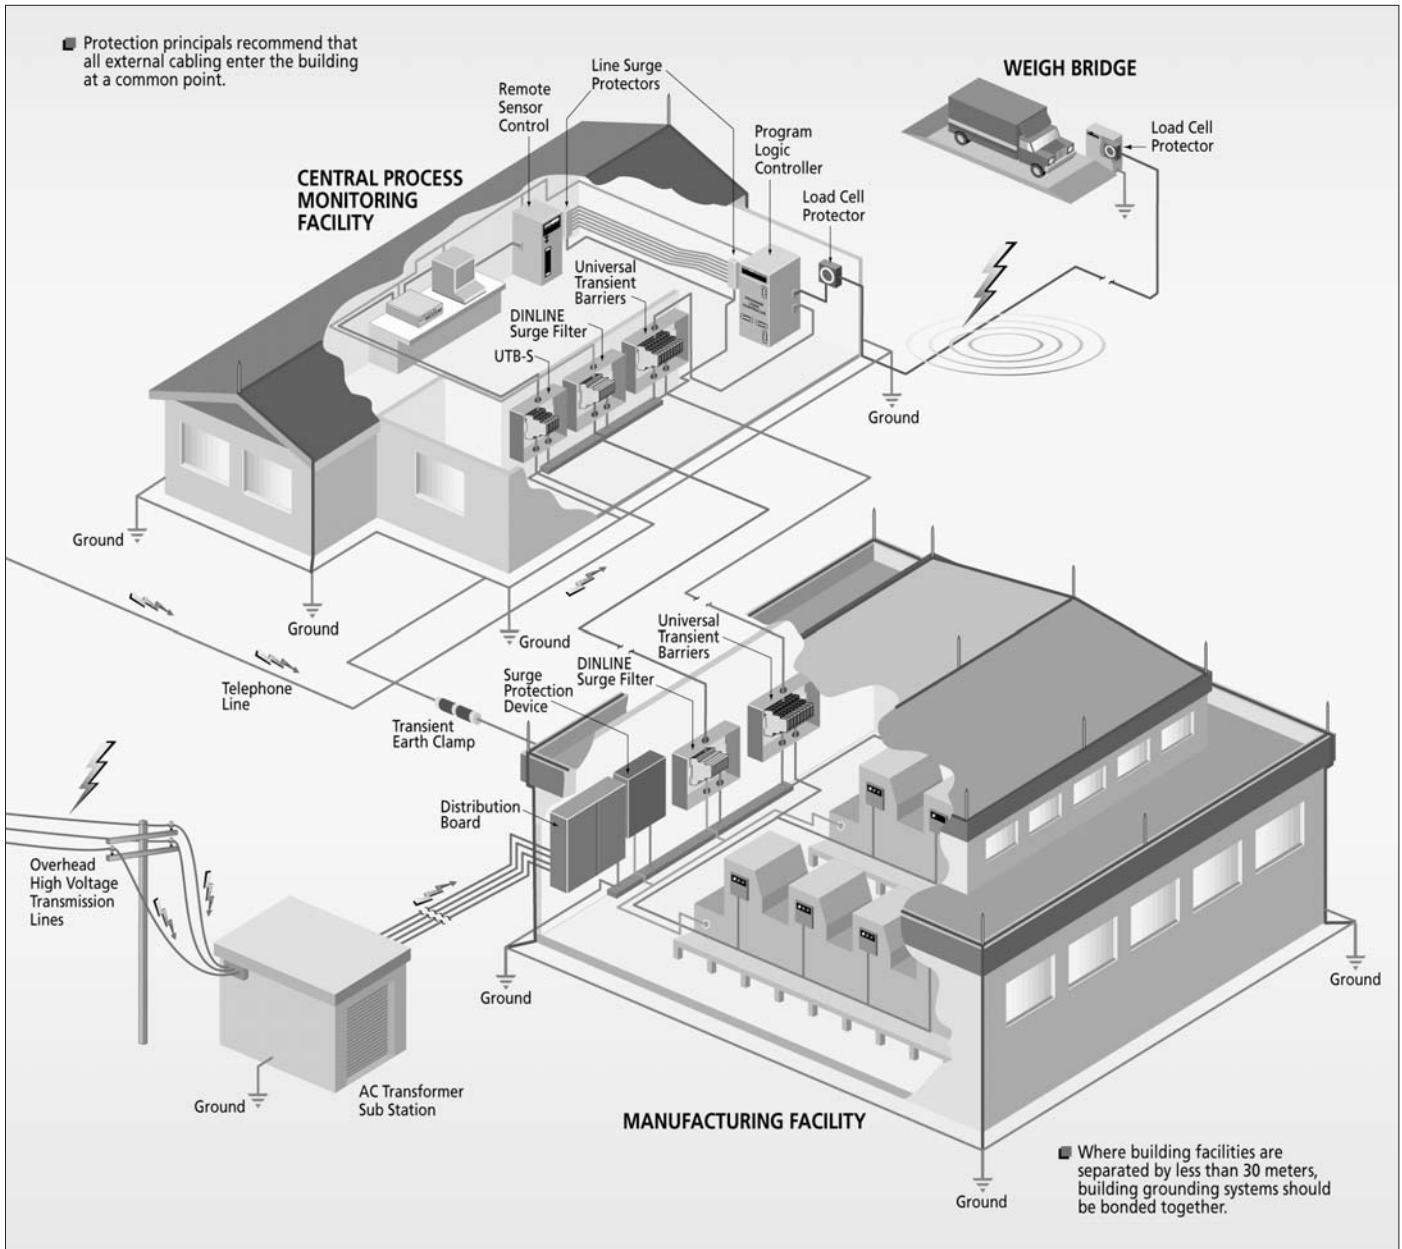 Protection principals recommend that
all external cabling enter the building
at a common point.
Line Surge
Protectors
WEIGH BRIDGE
Remote
Sensor
Control
Program
Logic
Controller
Load Cell
Protector
CENTRAL PROCESS
MONITORING
FACILITY
Load Cell
Protector
Universal
Transient
Barriers
DINLINE
Surge Filter
UTB-S
Ground
Ground
Ground
Ground
Telephone
Line
Transient
Earth Clamp
Surge
Protection
Device
DINLINE
Surge Filter
Universal
Transient
Barriers
Distribution
Board
Overhead
High Voltage
Transmission
Lines
Ground
Ground
Ground
AC Transformer
Sub Station
MANUFACTURING FACILITY
Where building facilities are
separated by less than 30 meters,
building grounding systems should
be bonded together.
Ground